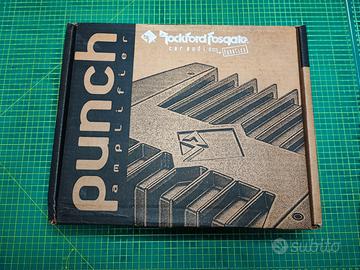 Rockford Fosgate
car audio
punch
amplifier
subito